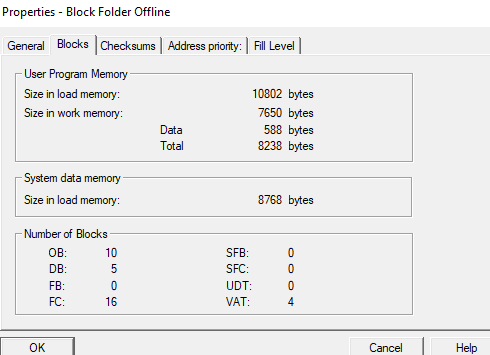 Properties - Block Folder Offline
General Blocks Checksums Address priority: Fill Level
User Program Memory
Size in load memory: 10802 bytes
Size in work memory: 7650 bytes
Data 588 bytes
Total 8238 bytes
System data memory
Size in load memory: 8768 bytes
Number of Blocks
OB: 10 SFB: 0
DB: 5 SFC: 0
FB: 0 UDT: 0
FC: 16 VAT: 4
OK Cancel Help